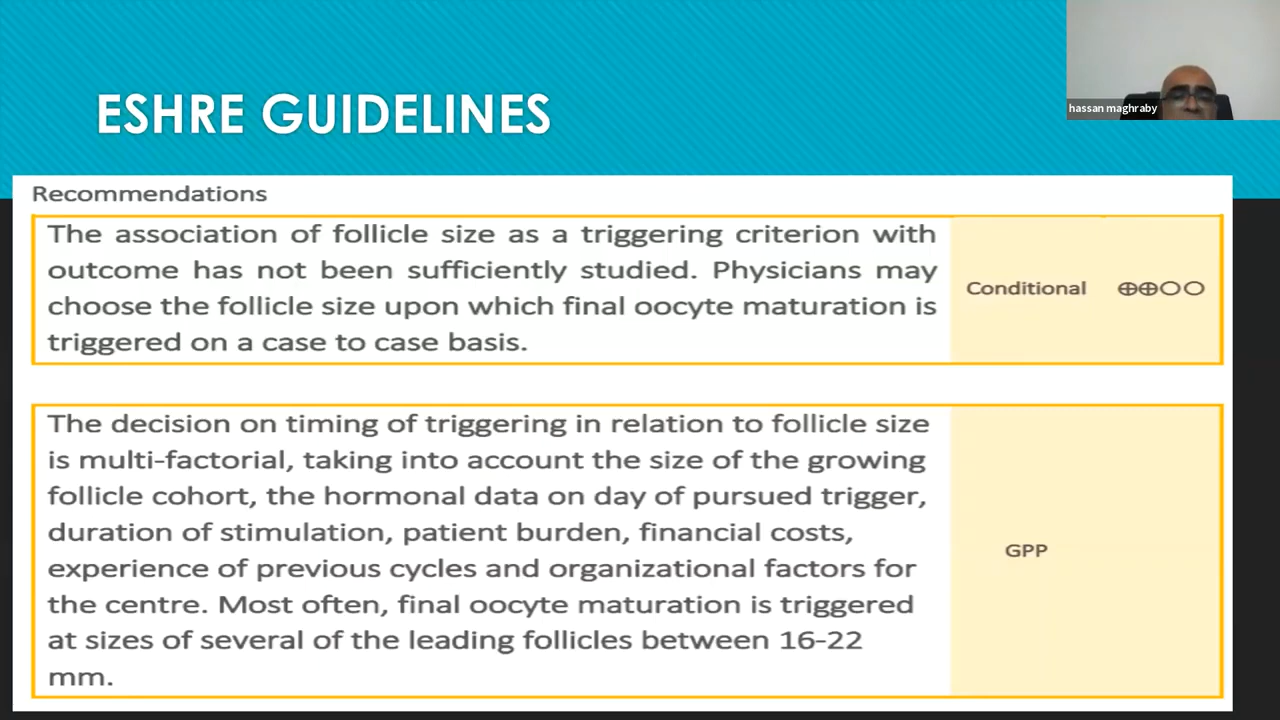 ESHRE GUIDELINES
hassan maghraby
Recommendations
The association of follicle size as a triggering criterion with
outcome has not been sufficiently studied. Physicians may
choose the follicle size upon which final oocyte maturation is
triggered on a case to case basis.
Conditional ⊕⊕○○
The decision on timing of triggering in relation to follicle size
is multi-factorial, taking into account the size of the growing
follicle cohort, the hormonal data on day of pursued trigger,
duration of stimulation, patient burden, financial costs,
experience of previous cycles and organizational factors for
the centre. Most often, final oocyte maturation is triggered
at sizes of several of the leading follicles between 16-22
mm.
GPP